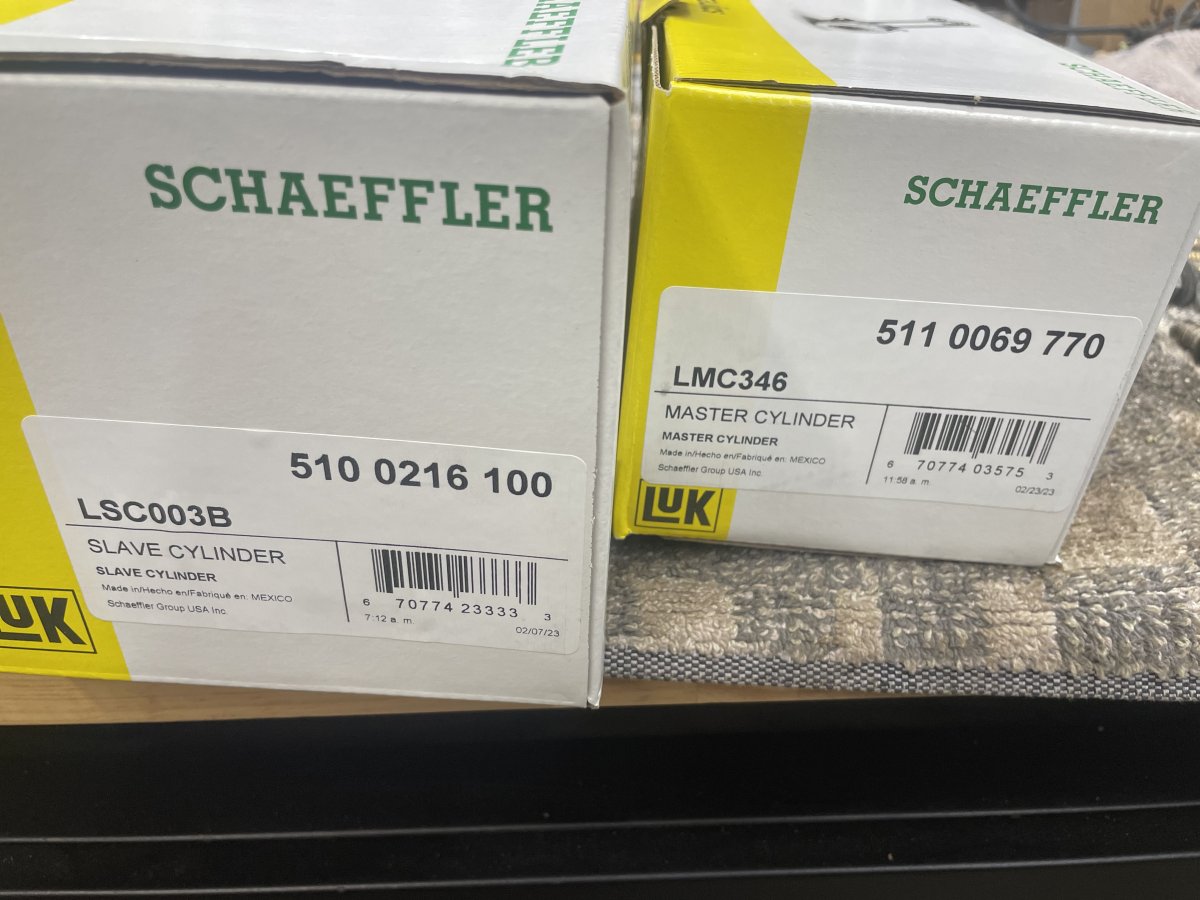 SCHAEFFLER
SCHAEFFLER
510 0216 100
LSC003B
SLAVE CYLINDER
SLAVE CYLINDER
Made in/Hecho en/Fabriqué en: MEXICO
Schaeffler Group USA Inc.
6 70774 23333 3
7:12 a. m.
02/07/23
LUK
SCHAEFFLER
SCHAEFFLER
511 0069 770
LMC346
MASTER CYLINDER
MASTER CYLINDER
Made in/Hecho en/Fabriqué en: MEXICO
Schaeffler Group USA Inc.
6 70774 03575 3
11:58 a. m.
02/23/23
LUK